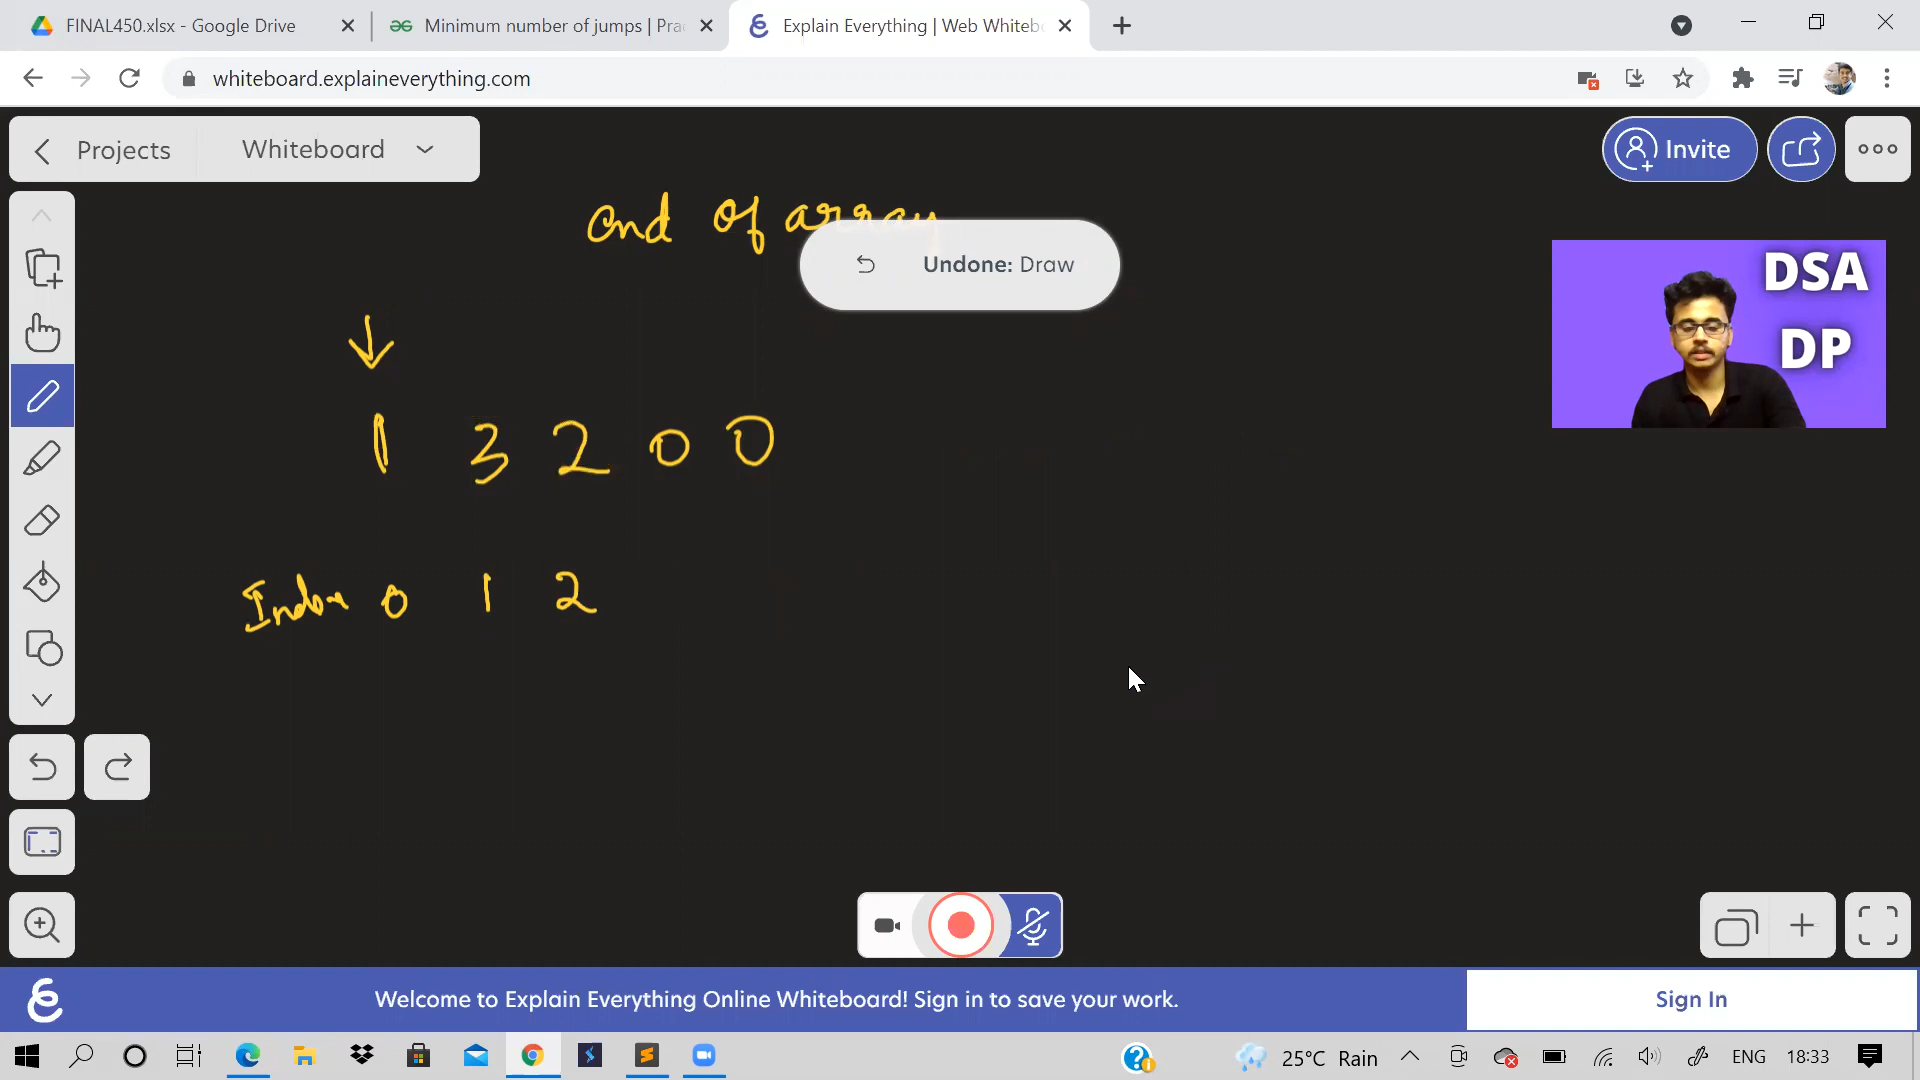 FINAL450.xlsx - Google Drive
Minimum number of jumps | Prac
Explain Everything | Web Whitebo
whiteboard.explaineverything.com
Projects
Whiteboard
Invite
end of array
Undone: Draw
DSA
DP
1 3 2 0 0
Index 0 1 2
Welcome to Explain Everything Online Whiteboard! Sign in to save your work.
Sign In
25°C Rain
ENG
18:33